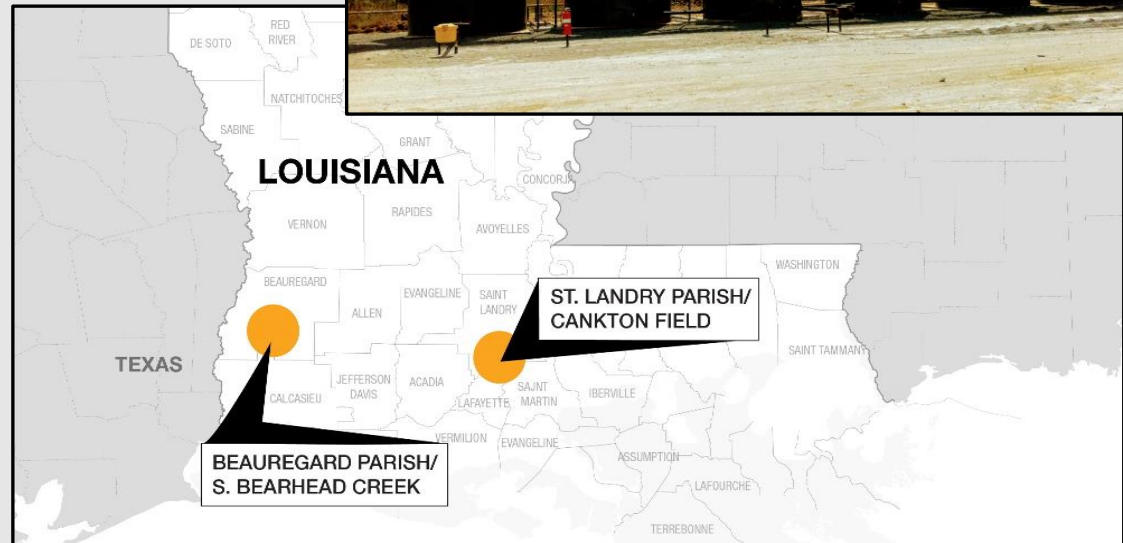 RED
RIVER
DE SOTO
NATCHITOCHES
SABINE
GRANT
LOUISIANA
CONCORJA
RAPIDES
VERNON
AVOYELLES
WASHINGTON
BEAUREGARD
EVANGELINE
SAINT
LANDRY
ST. LANDRY PARISH/
CANKTON FIELD
ALLEN
SAINT TAMMANY
TEXAS
JEFFERSON
DAVIS
ACADIA
CALCASIEU
LAFAYETTE
SAJNT
MARTIN
IBERVILLE
VERMILION
EVANGELINE
BEAUREGARD PARISH/
S. BEARHEAD CREEK
ASSUMPTION
LAFOURCHE
TERREBONNE